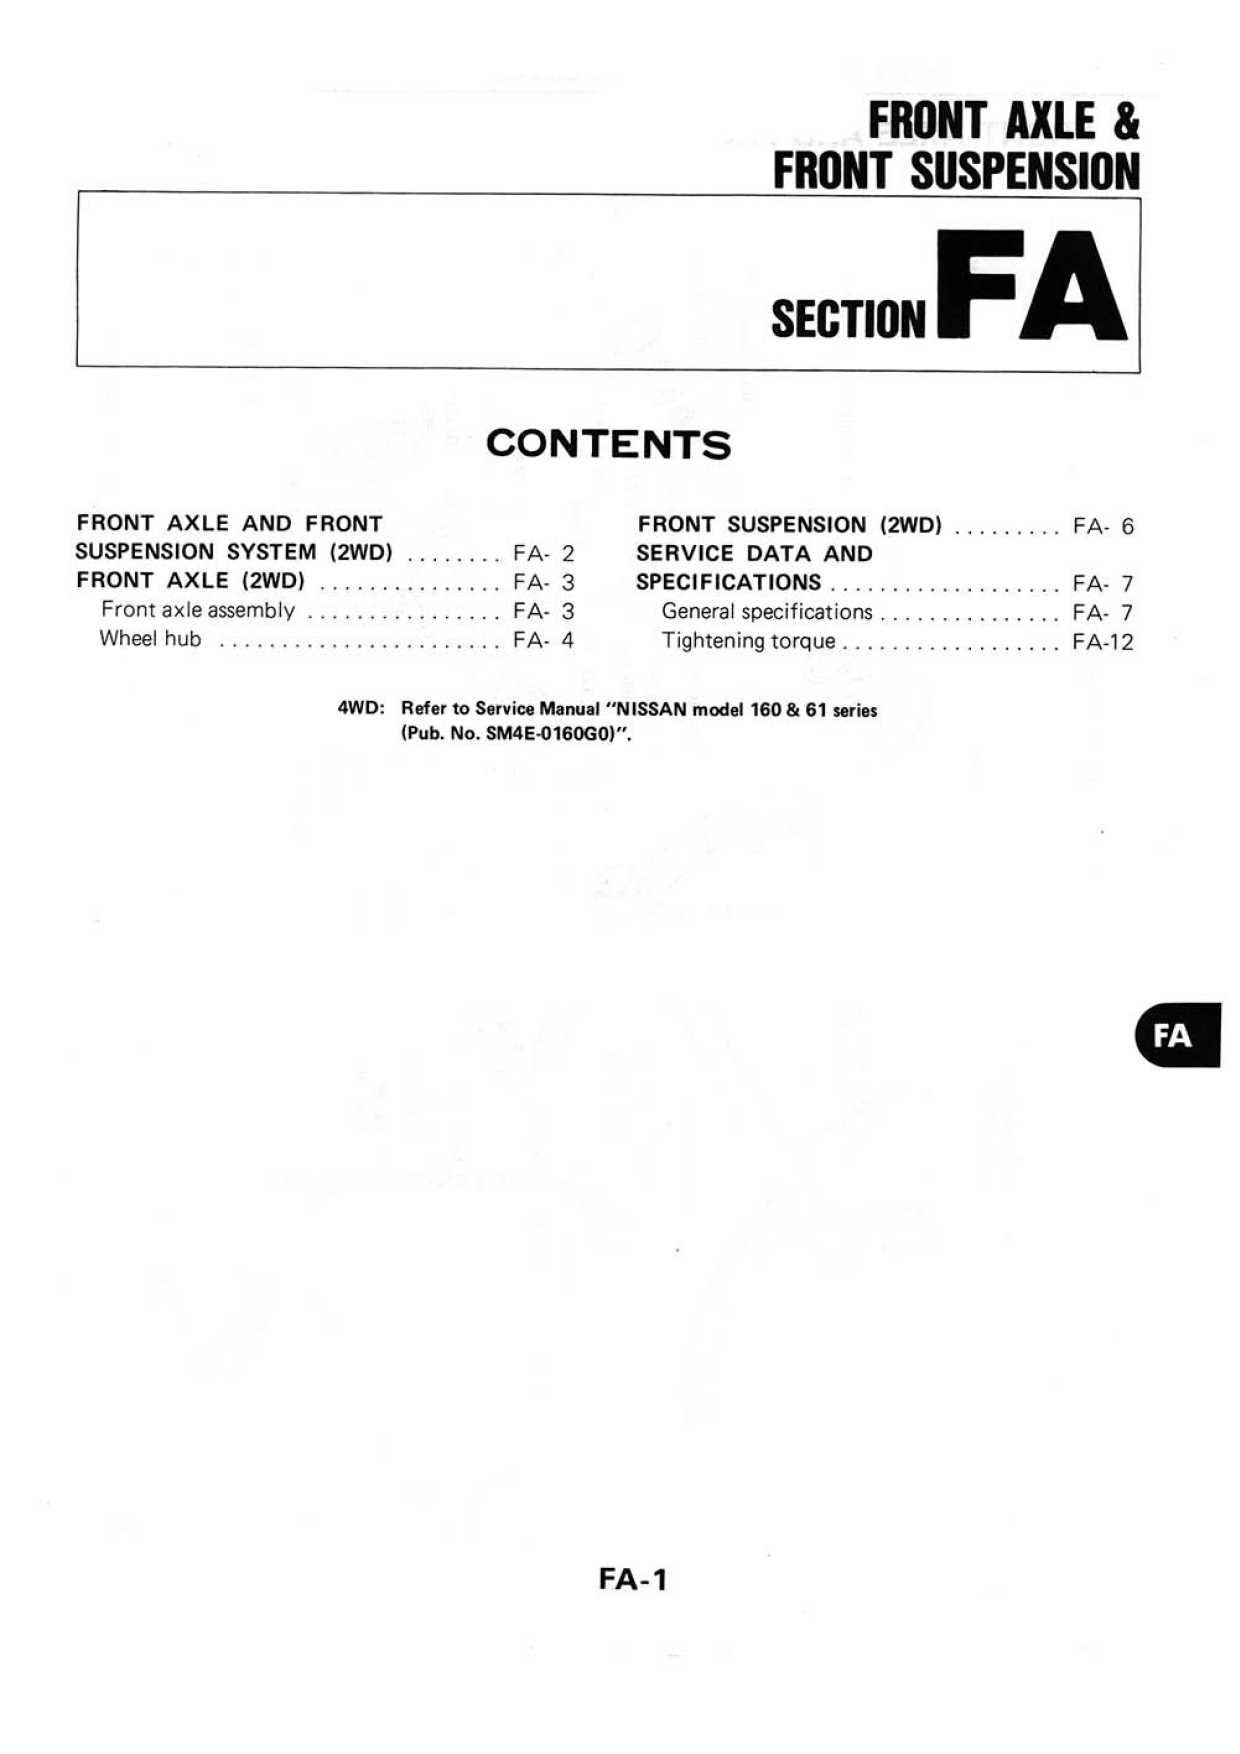 FRONT AXLE &
FRONT SUSPENSION
SECTION FA
CONTENTS
FRONT AXLE AND FRONT
SUSPENSION SYSTEM (2WD) ........ FA- 2
FRONT AXLE (2WD) ............... FA- 3
Front axle assembly ................ FA- 3
Wheel hub ....................... FA- 4
FRONT SUSPENSION (2WD) ......... FA- 6
SERVICE DATA AND
SPECIFICATIONS ................... FA- 7
General specifications ............... FA- 7
Tightening torque .................. FA-12
4WD: Refer to Service Manual "NISSAN model 160 & 61 series
(Pub. No. SM4E-0160G0)".
FA
FA-1